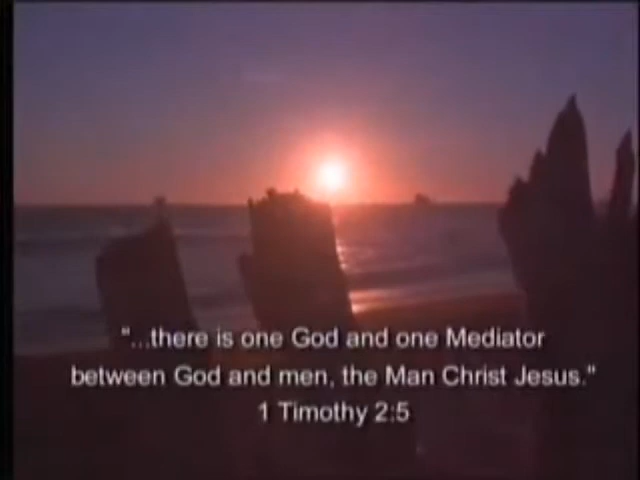 "...there is one God and one Mediator
between God and men, the Man Christ Jesus."
1 Timothy 2:5